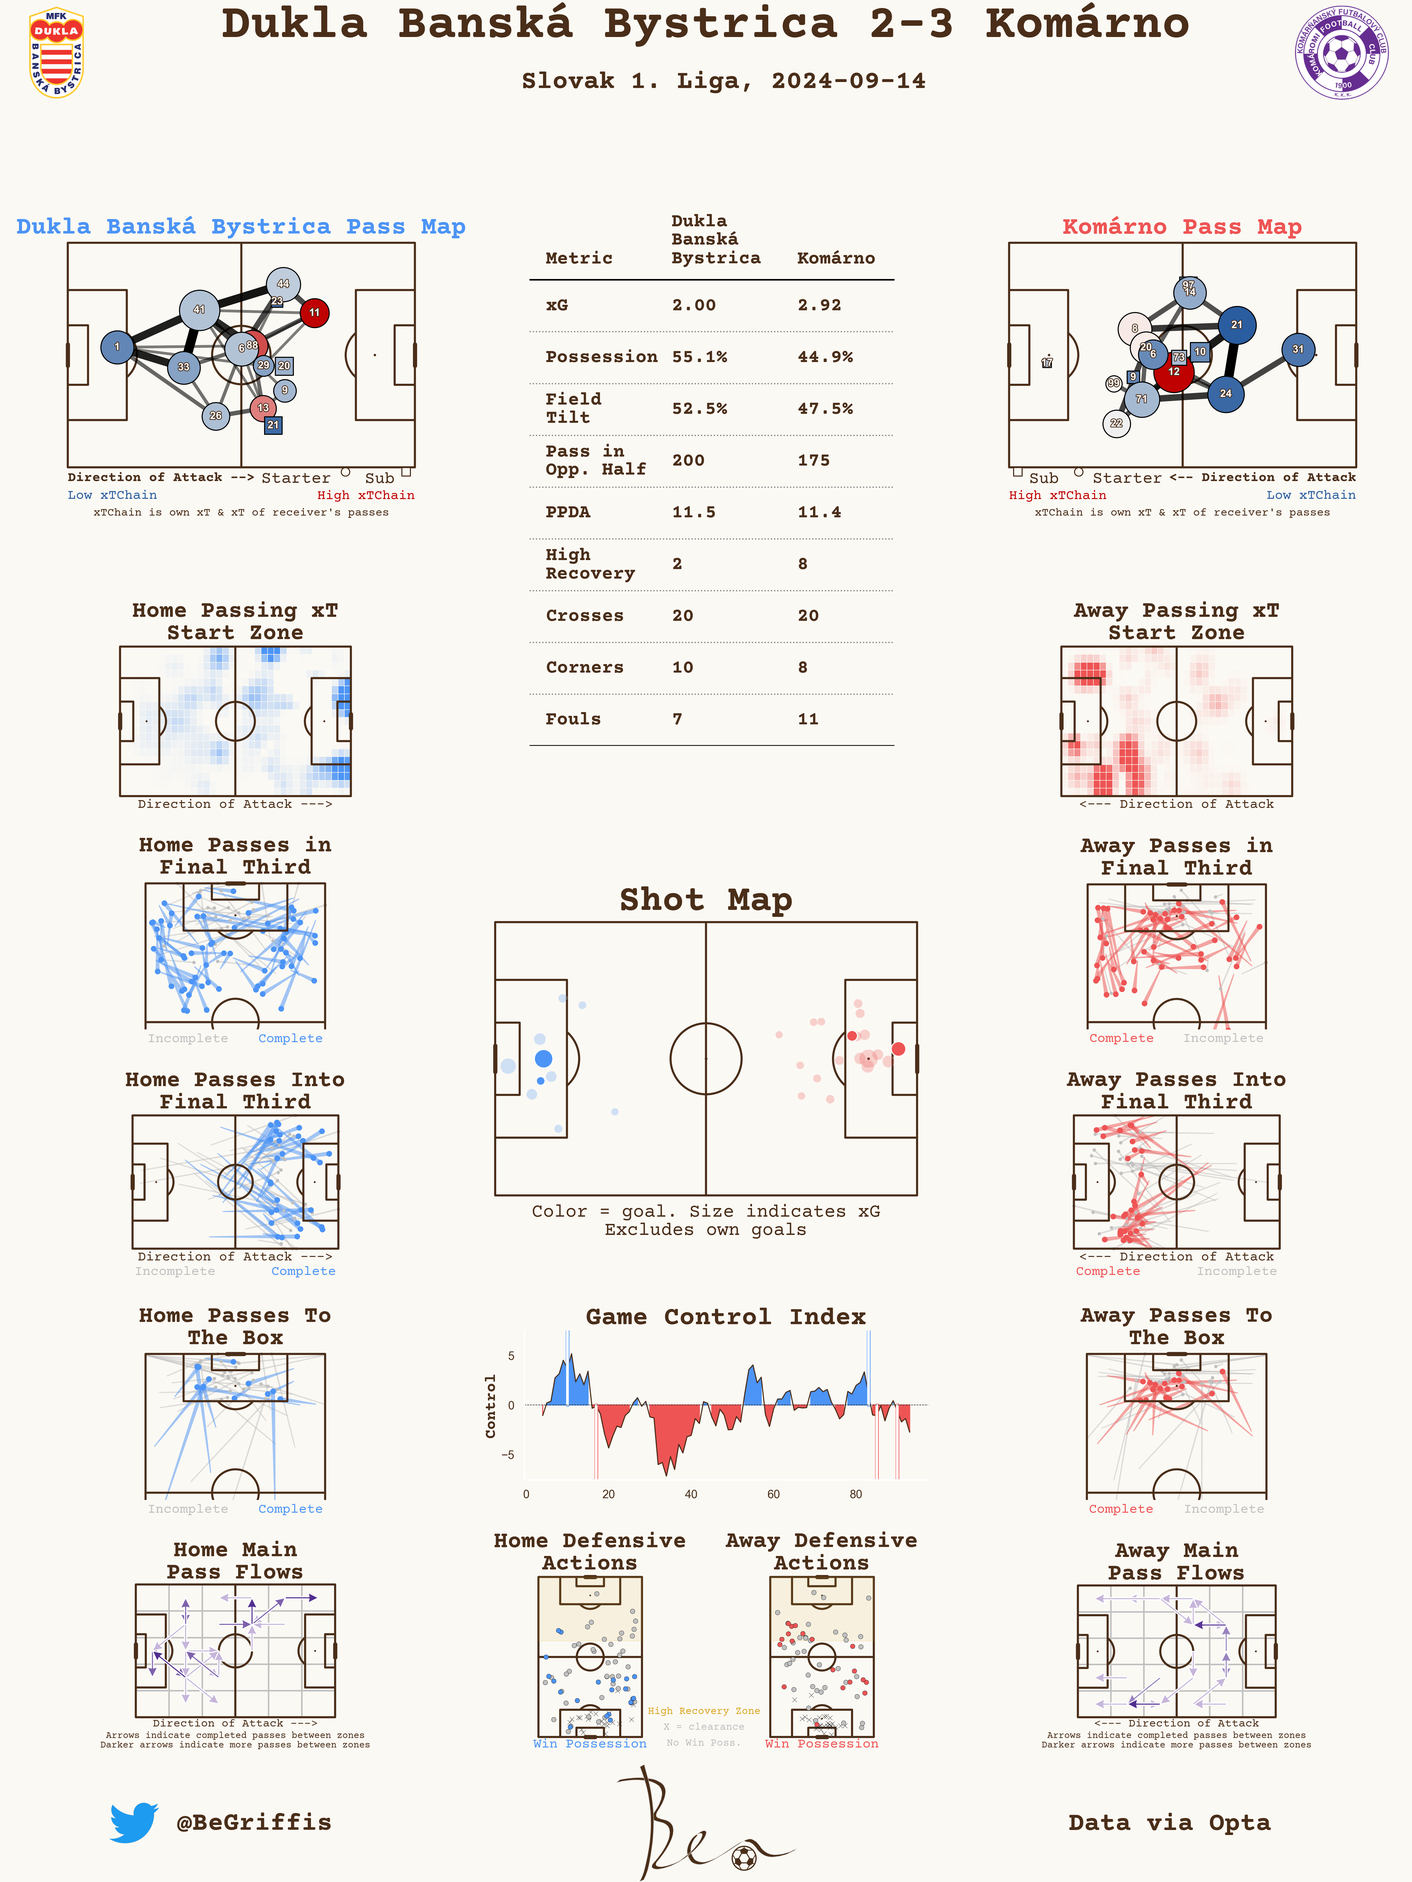 Dukla Banská Bystrica 2-3 Komárno
Slovak 1. Liga, 2024-09-14
MFK
DUKLA
BANSKÁ BYSTRICA
KOMÁRŇANSKÝ FUTBALOVÝ CLUB
KOMÁROMI FOOTBALL CLUB
1900
K.K.K.
Dukla Banská Bystrica Pass Map
1
41
33
44
23
11
6
88
29
20
9
13
26
21
Direction of Attack --> Starter Sub
Low xTChain High xTChain
xTChain is own xT & xT of receiver's passes
Metric Dukla Banská Bystrica Komárno
xG 2.00 2.92
Possession 55.1% 44.9%
Field Tilt 52.5% 47.5%
Pass in Opp. Half 200 175
PPDA 11.5 11.4
High Recovery 2 8
Crosses 20 20
Corners 10 8
Fouls 7 11
Komárno Pass Map
97
14
8
21
20
6
73
10
31
17
12
9
99
71
24
22
Sub Starter <-- Direction of Attack
High xTChain Low xTChain
xTChain is own xT & xT of receiver's passes
Home Passing xT
Start Zone
Direction of Attack --->
Away Passing xT
Start Zone
<--- Direction of Attack
Home Passes in
Final Third
Incomplete Complete
Away Passes in
Final Third
Complete Incomplete
Shot Map
Color = goal. Size indicates xG
Excludes own goals
Home Passes Into
Final Third
Direction of Attack --->
Incomplete Complete
Away Passes Into
Final Third
<--- Direction of Attack
Complete Incomplete
Home Passes To
The Box
Incomplete Complete
Game Control Index
Control
5
0
-5
0 20 40 60 80
Away Passes To
The Box
Complete Incomplete
Home Main
Pass Flows
Direction of Attack --->
Arrows indicate completed passes between zones
Darker arrows indicate more passes between zones
Home Defensive
Actions
Win Possession
Away Defensive
Actions
Win Possession
High Recovery Zone
X = clearance
No Win Poss.
Away Main
Pass Flows
<--- Direction of Attack
Arrows indicate completed passes between zones
Darker arrows indicate more passes between zones
@BeGriffis
Ben
Data via Opta